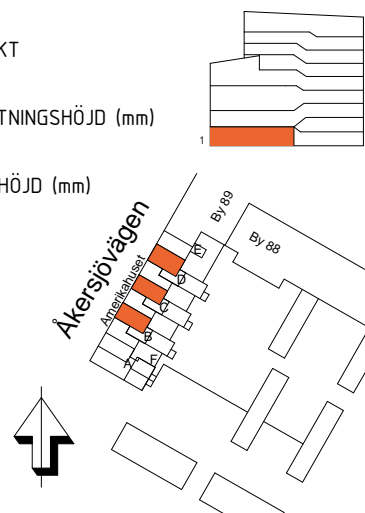 KT
TNINGSHÖJD (mm)
1
HÖJD (mm)
By 89
By 88
Åkersjövägen
Amerikahuset
E
D
C
B
A
F